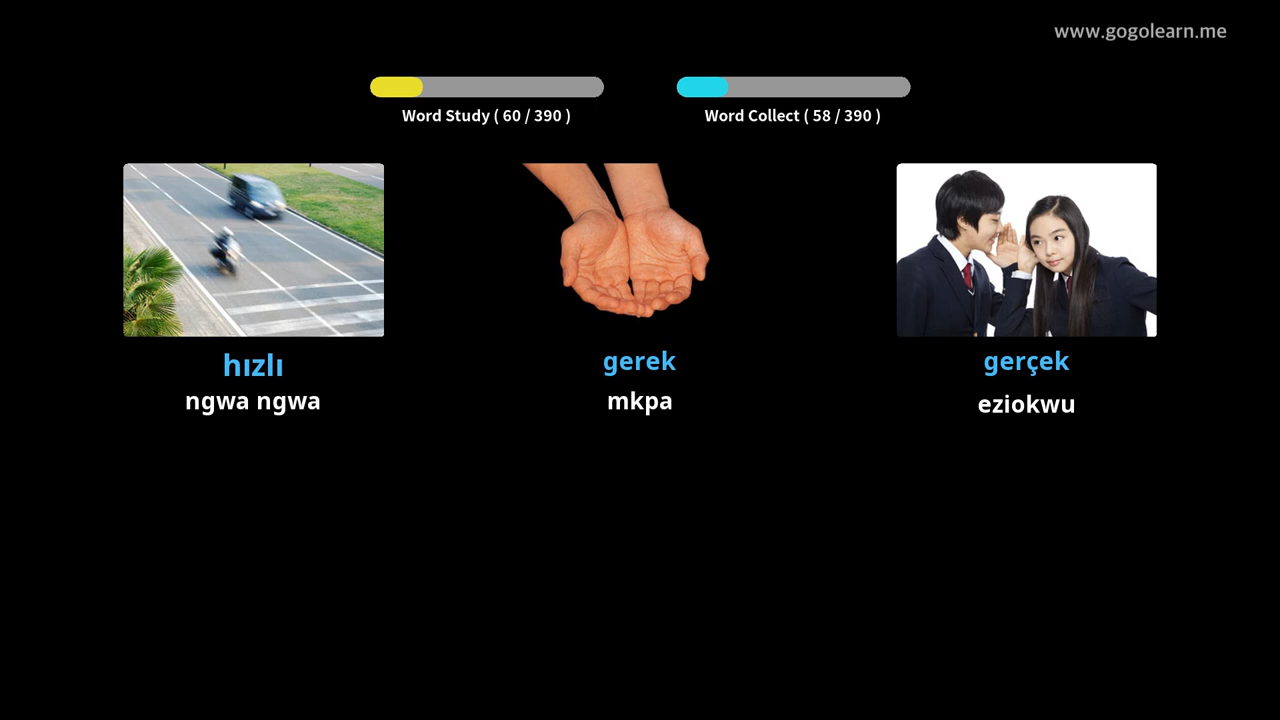 www.gogolearn.me
Word Study ( 60 / 390 )
Word Collect ( 58 / 390 )
hızlı
ngwa ngwa
gerek
mkpa
gerçek
eziokwu